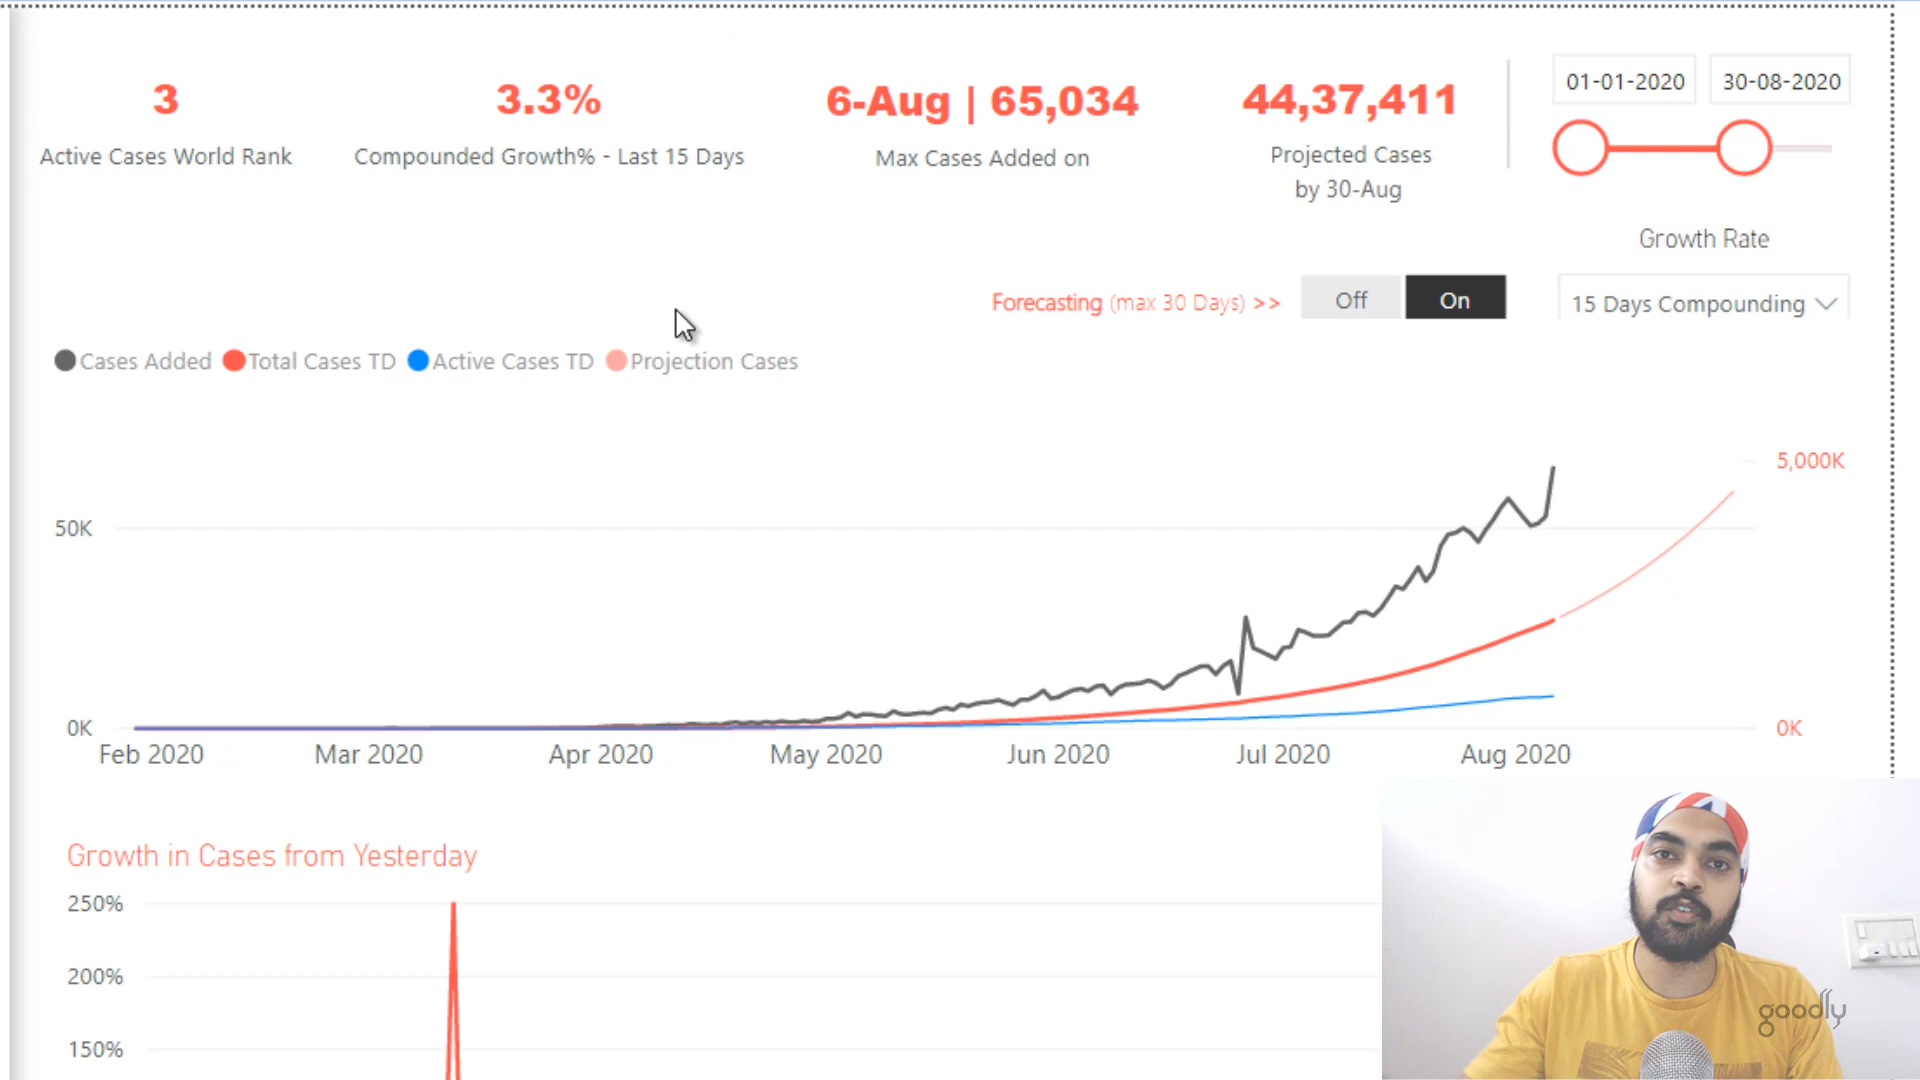 3
Active Cases World Rank
3.3%
Compounded Growth% - Last 15 Days
6-Aug | 65,034
Max Cases Added on
44,37,411
Projected Cases
by 30-Aug
01-01-2020
30-08-2020
Growth Rate
Forecasting (max 30 Days) >>
Off
On
15 Days Compounding
Cases Added
Total Cases TD
Active Cases TD
Projection Cases
5,000K
50K
0K
0K
Feb 2020
Mar 2020
Apr 2020
May 2020
Jun 2020
Jul 2020
Aug 2020
Growth in Cases from Yesterday
250%
200%
150%
goodly